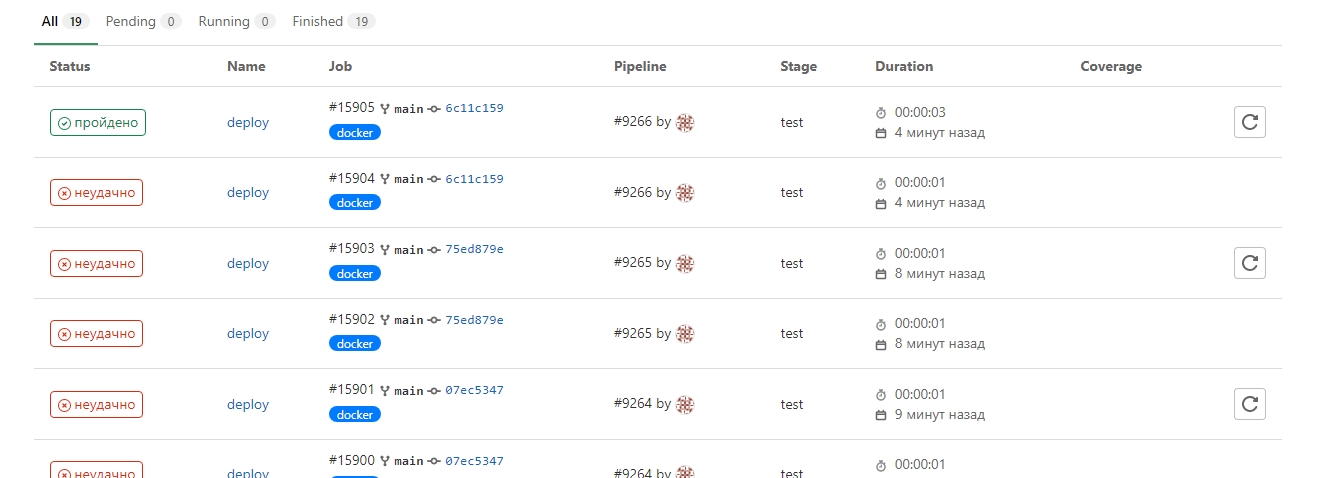 All 19 Pending 0 Running 0 Finished 19
Status Name Job Pipeline Stage Duration Coverage
пройдено deploy #15905 main 6c11c159 docker #9266 by test 00:00:03 4 минут назад
неудачно deploy #15904 main 6c11c159 docker #9266 by test 00:00:01 4 минут назад
неудачно deploy #15903 main 75ed879e docker #9265 by test 00:00:01 8 минут назад
неудачно deploy #15902 main 75ed879e docker #9265 by test 00:00:01 8 минут назад
неудачно deploy #15901 main 07ec5347 docker #9264 by test 00:00:01 9 минут назад
неудачно deploy #15900 main 07ec5347 #9264 by test 00:00:01